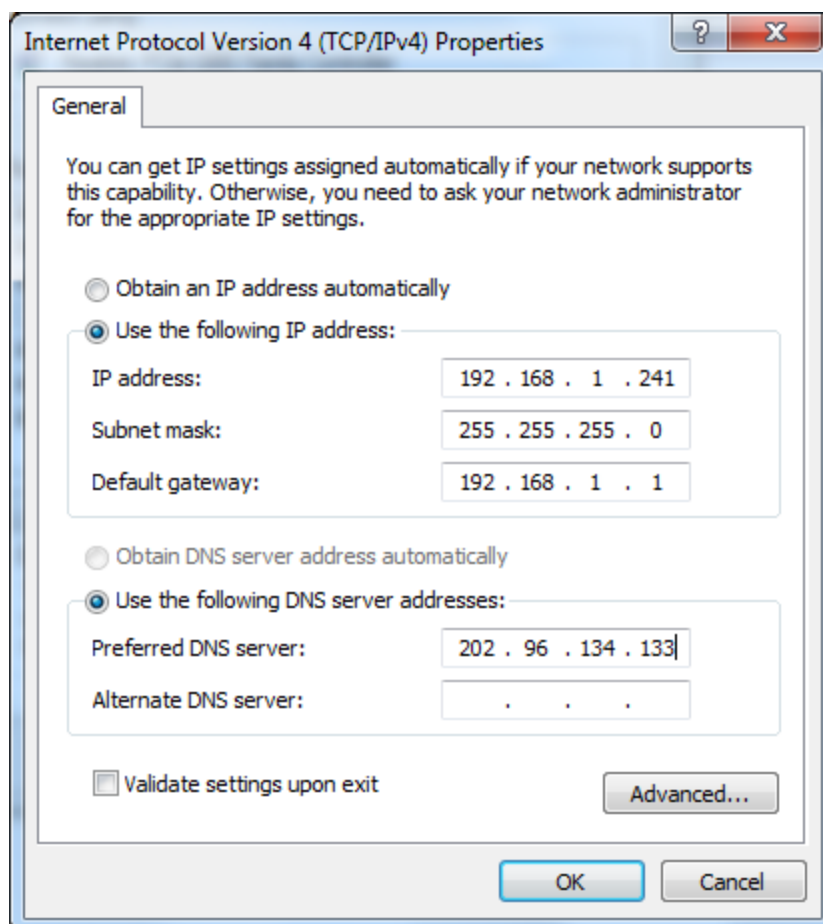 Internet Protocol Version 4 (TCP/IPv4) Properties
General
You can get IP settings assigned automatically if your network supports
this capability. Otherwise, you need to ask your network administrator
for the appropriate IP settings.
Obtain an IP address automatically
Use the following IP address:
IP address: 192 . 168 . 1 . 241
Subnet mask: 255 . 255 . 255 . 0
Default gateway: 192 . 168 . 1 . 1
Obtain DNS server address automatically
Use the following DNS server addresses:
Preferred DNS server: 202 . 96 . 134 . 133
Alternate DNS server: . . .
Validate settings upon exit
Advanced...
OK Cancel